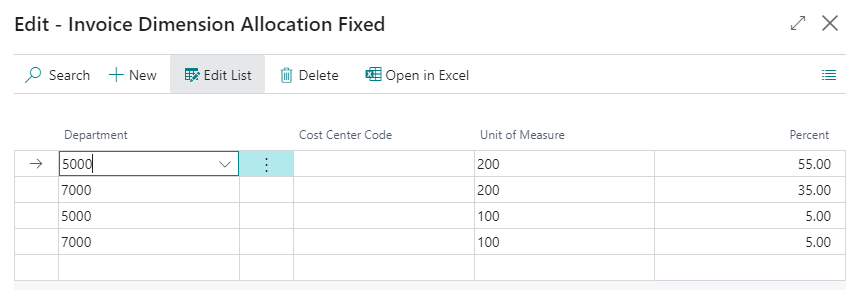 Edit - Invoice Dimension Allocation Fixed
Search New Edit List Delete Open in Excel
Department Cost Center Code Unit of Measure Percent
5000 200 55.00
7000 200 35.00
5000 100 5.00
7000 100 5.00